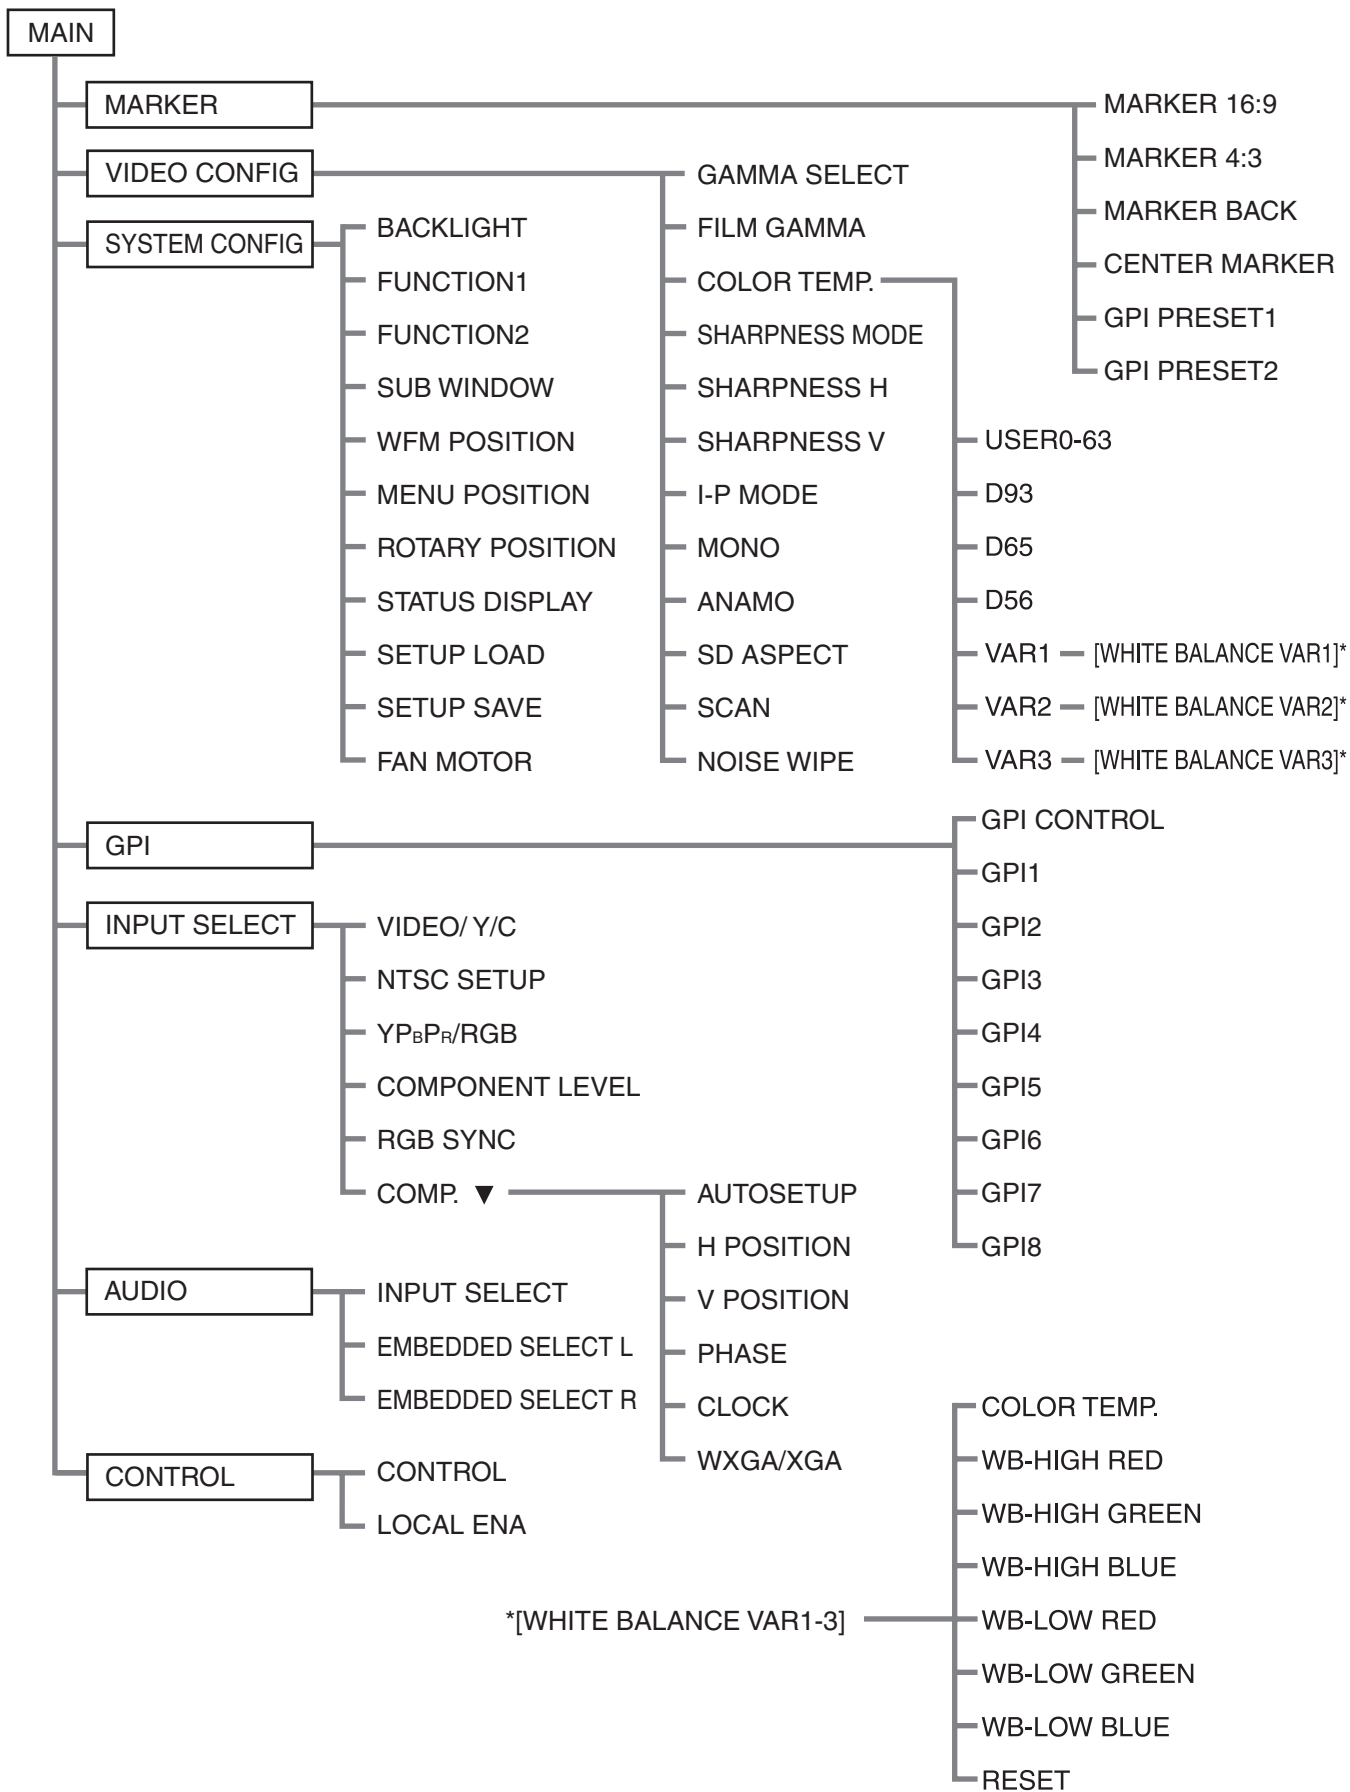 MAIN
MARKER
MARKER 16:9
MARKER 4:3
MARKER BACK
CENTER MARKER
GPI PRESET1
GPI PRESET2
VIDEO CONFIG
GAMMA SELECT
FILM GAMMA
COLOR TEMP.
SHARPNESS MODE
SHARPNESS H
SHARPNESS V
I-P MODE
MONO
ANAMO
SD ASPECT
SCAN
NOISE WIPE
USER0-63
D93
D65
D56
VAR1 [WHITE BALANCE VAR1]*
VAR2 [WHITE BALANCE VAR2]*
VAR3 [WHITE BALANCE VAR3]*
SYSTEM CONFIG
BACKLIGHT
FUNCTION1
FUNCTION2
SUB WINDOW
WFM POSITION
MENU POSITION
ROTARY POSITION
STATUS DISPLAY
SETUP LOAD
SETUP SAVE
FAN MOTOR
GPI
GPI CONTROL
GPI1
GPI2
GPI3
GPI4
GPI5
GPI6
GPI7
GPI8
INPUT SELECT
VIDEO/ Y/C
NTSC SETUP
YPBPR/RGB
COMPONENT LEVEL
RGB SYNC
COMP. ▼
AUTOSETUP
H POSITION
V POSITION
PHASE
CLOCK
WXGA/XGA
AUDIO
INPUT SELECT
EMBEDDED SELECT L
EMBEDDED SELECT R
CONTROL
CONTROL
LOCAL ENA
*[WHITE BALANCE VAR1-3]
COLOR TEMP.
WB-HIGH RED
WB-HIGH GREEN
WB-HIGH BLUE
WB-LOW RED
WB-LOW GREEN
WB-LOW BLUE
RESET